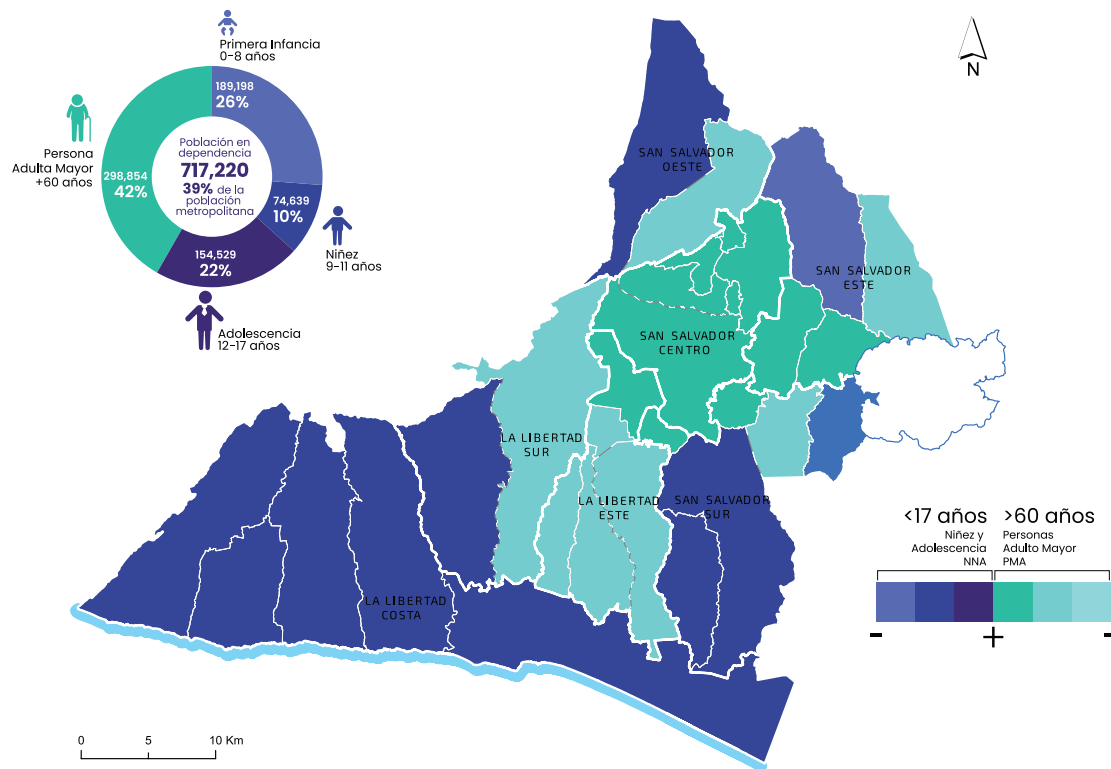 Primera Infancia
0-8 años
189,198
26%
Persona
Adulta Mayor
+60 años
298,854
42%
Población en
dependencia
717,220
39% de la
población
metropolitana
74,639
10%
Niñez
9-11 años
154,529
22%
Adolescencia
12-17 años
N
SAN SALVADOR
OESTE
SAN SALVADOR
ESTE
SAN SALVADOR
CENTRO
LA LIBERTAD
SUR
LA LIBERTAD
ESTE
SAN SALVADOR
SUR
LA LIBERTAD
COSTA
<17 años
Niñez y
Adolescencia
NNA
>60 años
Personas
Adulto Mayor
PMA
- + -
0 5 10 Km